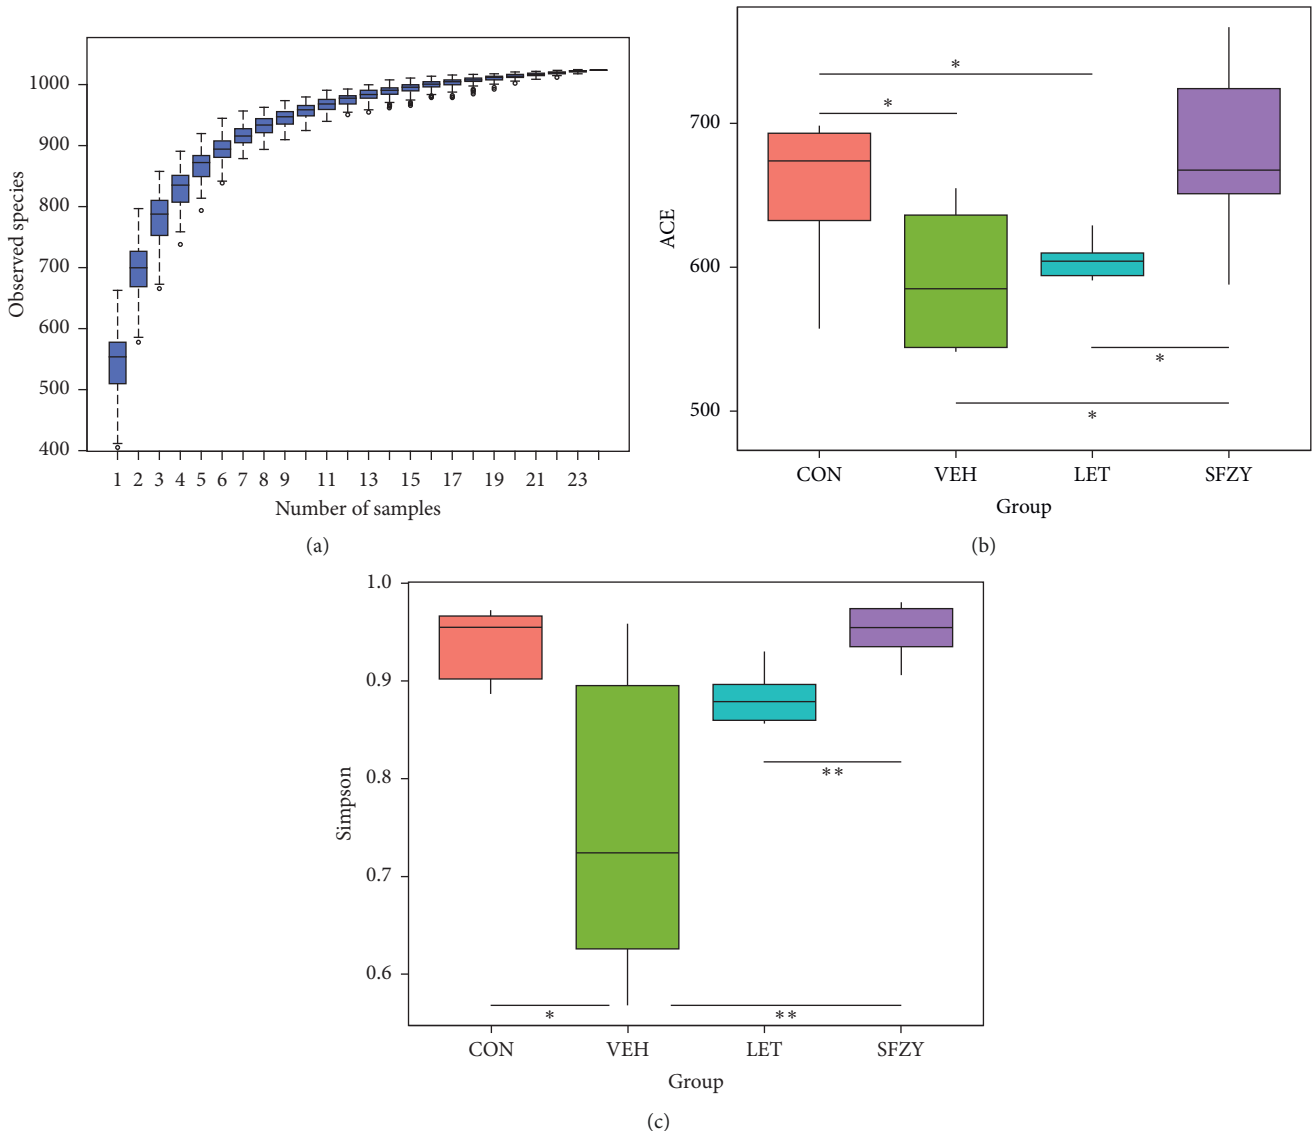 1000
900
800
700
600
500
400
Observed species
1 2 3 4 5 6 7 8 9 11 13 15 17 19 21 23
Number of samples
(a)
700
600
500
ACE
*
*
*
*
CON VEH LET SFZY
Group
(b)
1.0
0.9
0.8
0.7
0.6
Simpson
**
* **
CON VEH LET SFZY
Group
(c)